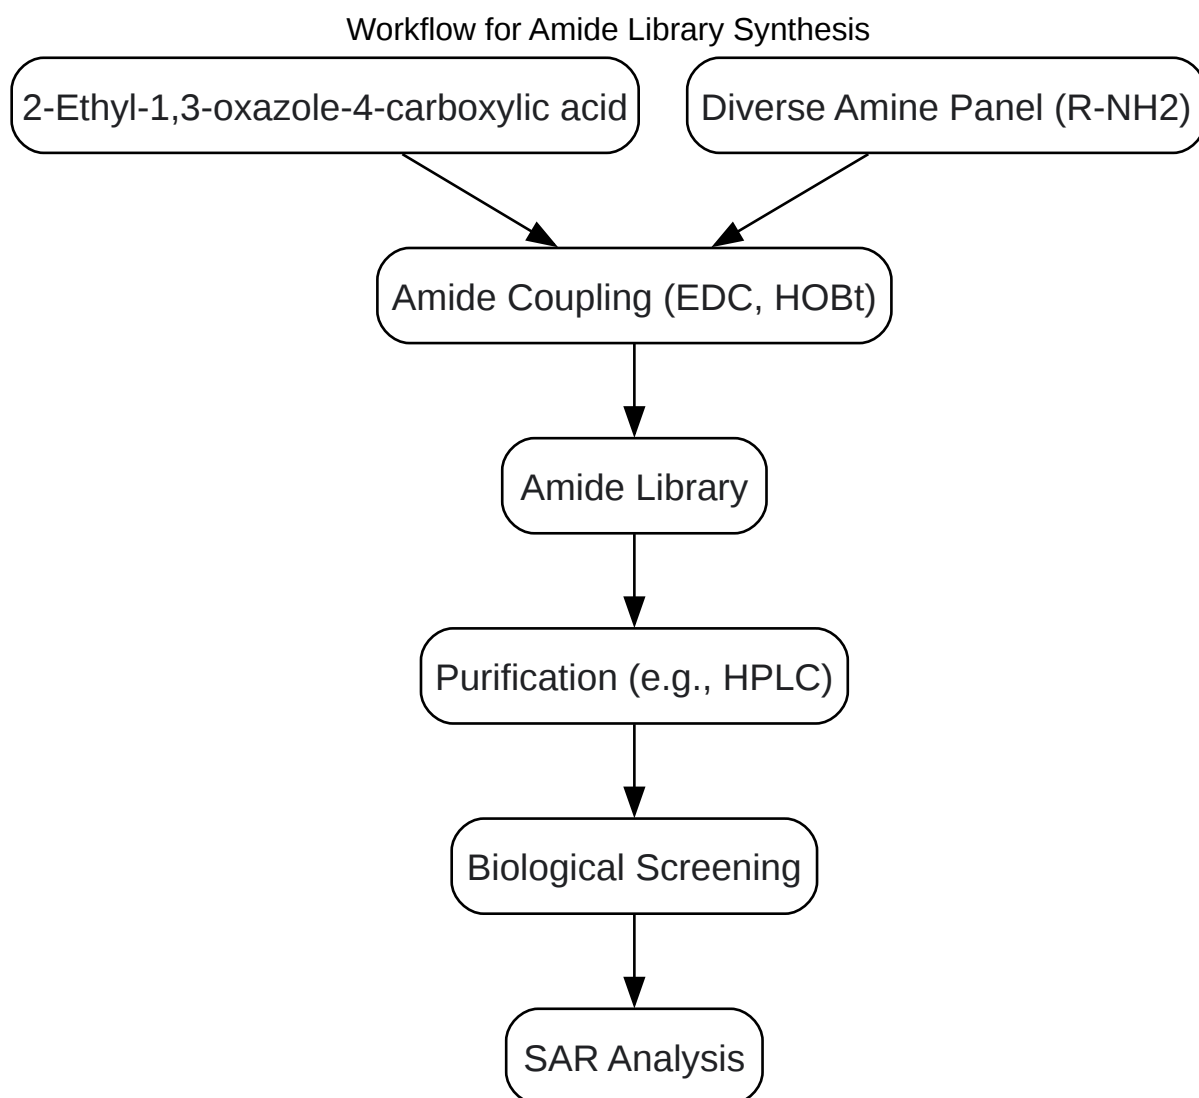 Workflow for Amide Library Synthesis
2-Ethyl-1,3-oxazole-4-carboxylic acid
Diverse Amine Panel (R-NH2)
Amide Coupling (EDC, HOBt)
Amide Library
Purification (e.g., HPLC)
Biological Screening
SAR Analysis